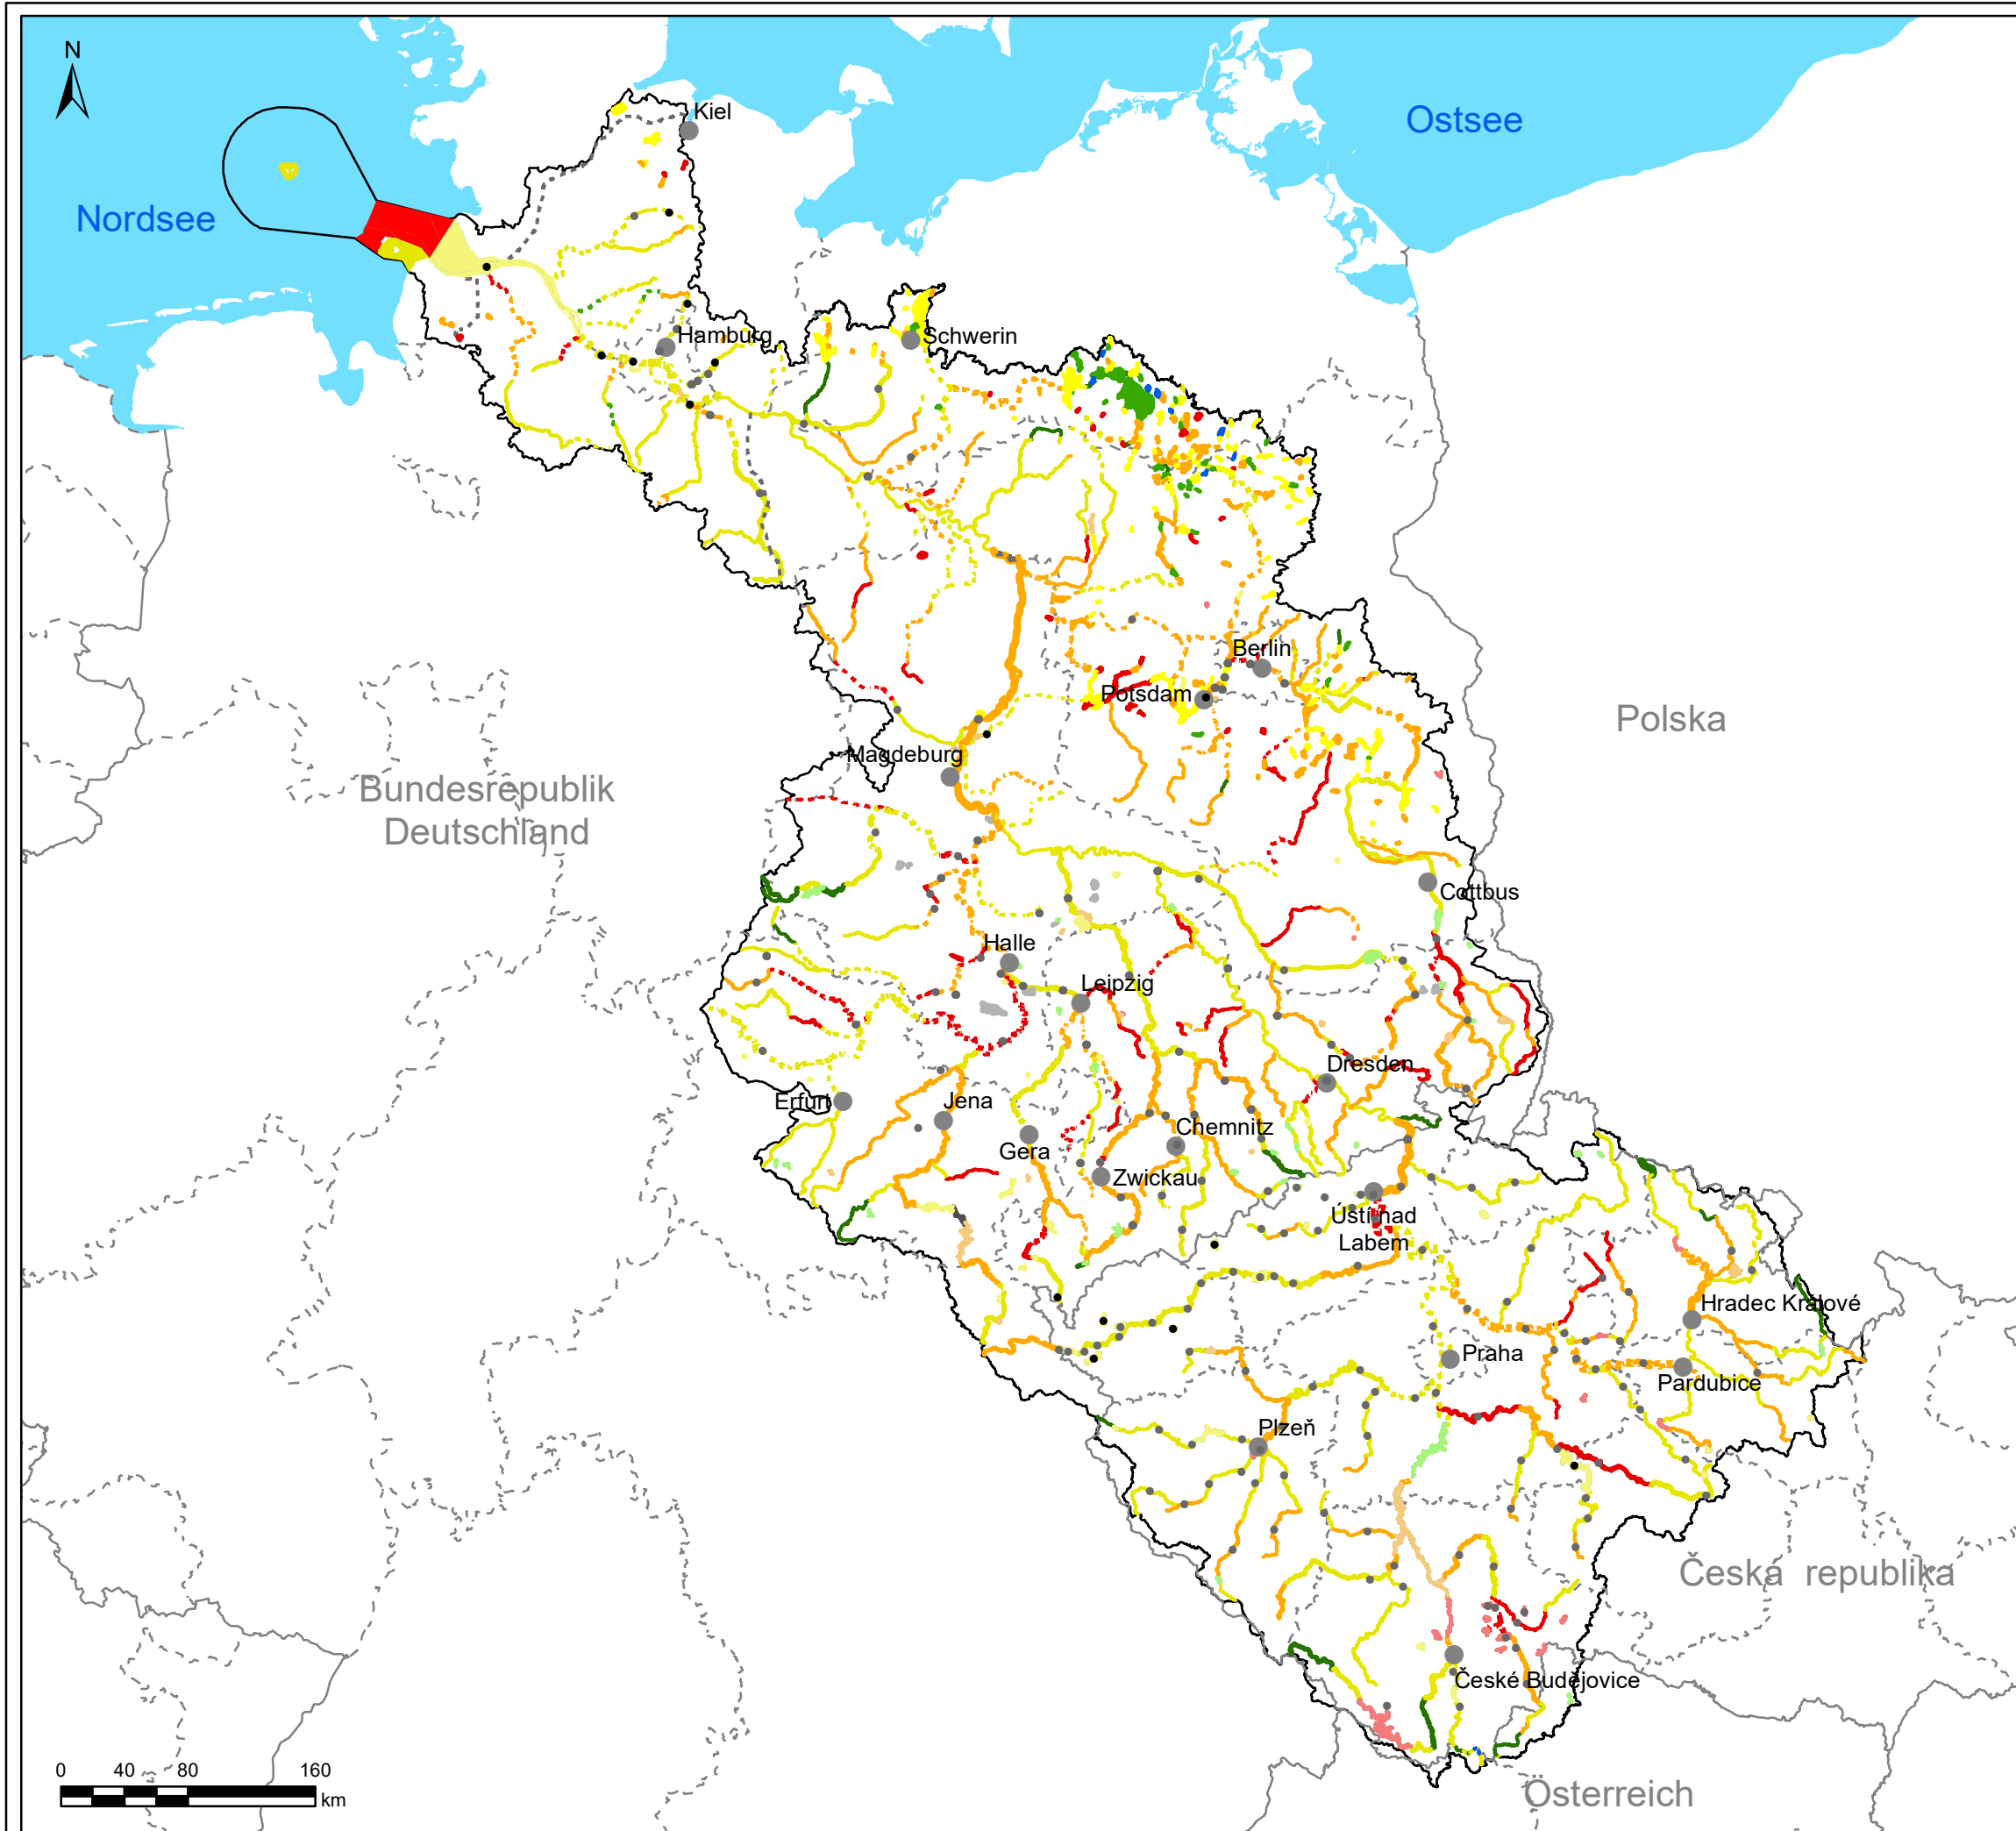 N
Kiel
Ostsee
Nordsee
Hamburg
Schwerin
Berlin
Potsdam
Polska
Magdeburg
Bundesrepublik
Deutschland
Cottbus
Halle
Leipzig
Dresden
Erfurt
Jena
Chemnitz
Gera
Zwickau
Ústí nad
Labem
Hradec Králové
Praha
Pardubice
Plzeň
Česká republika
České Budějovice
0 40 80 160
km
Österreich